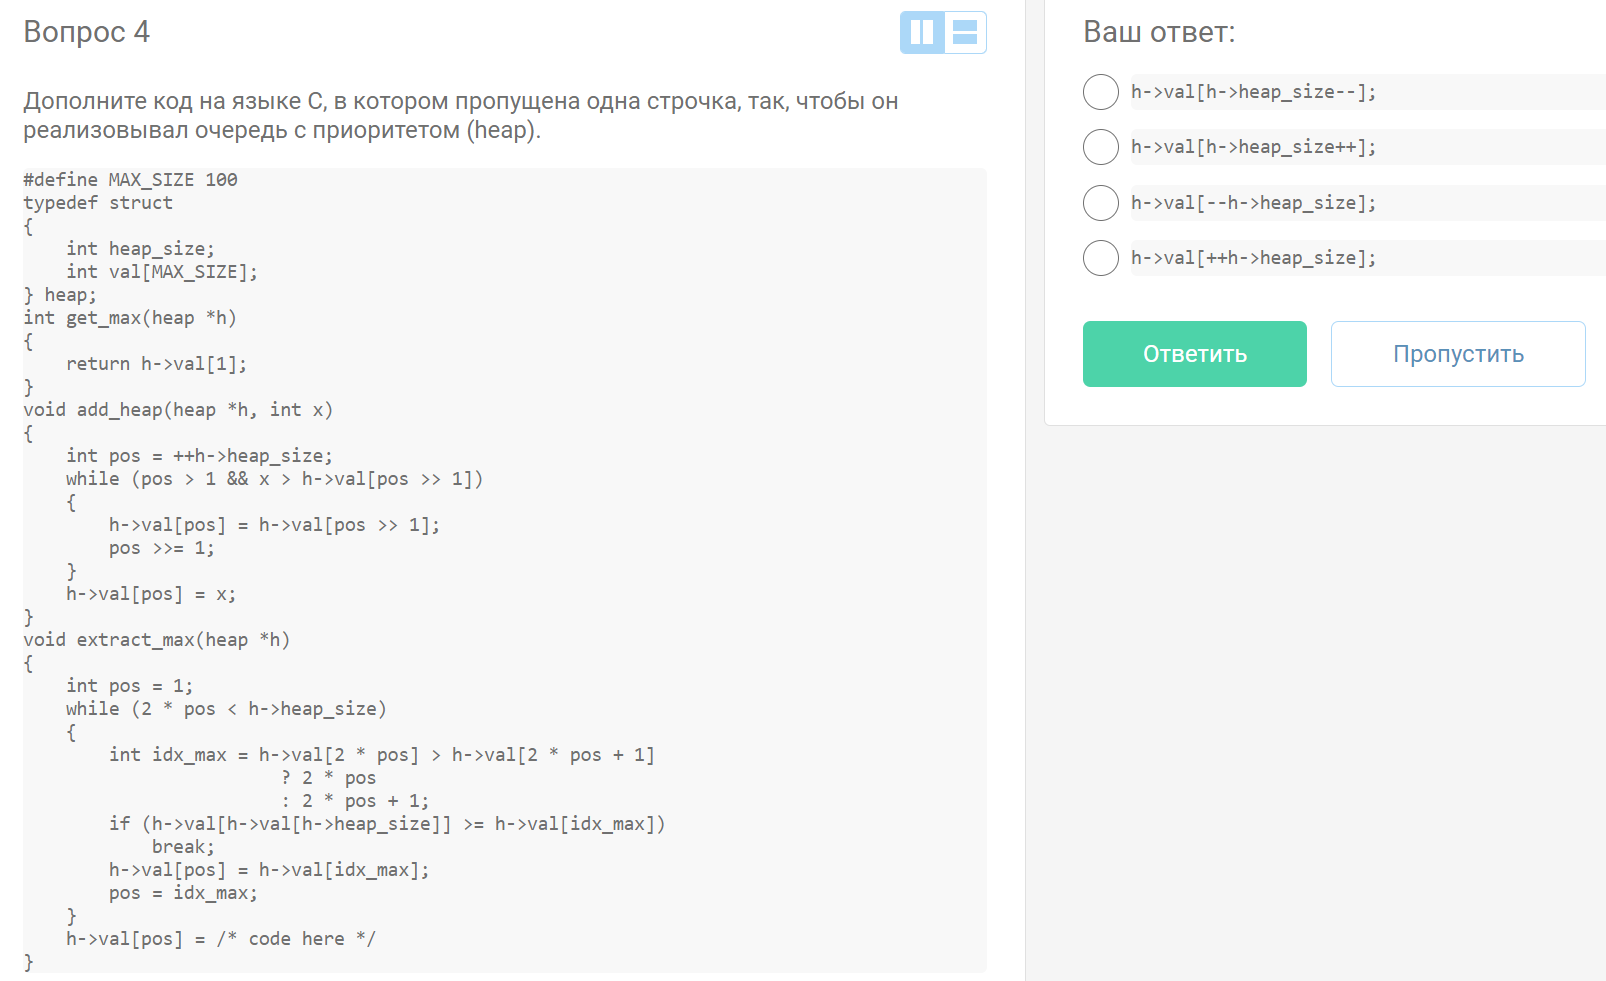 Вопрос 4
Дополните код на языке C, в котором пропущена одна строчка, так, чтобы он
реализовывал очередь с приоритетом (heap).
#define MAX_SIZE 100
typedef struct
{
    int heap_size;
    int val[MAX_SIZE];
} heap;
int get_max(heap *h)
{
    return h->val[1];
}
void add_heap(heap *h, int x)
{
    int pos = ++h->heap_size;
    while (pos > 1 && x > h->val[pos >> 1])
    {
        h->val[pos] = h->val[pos >> 1];
        pos >>= 1;
    }
    h->val[pos] = x;
}
void extract_max(heap *h)
{
    int pos = 1;
    while (2 * pos < h->heap_size)
    {
        int idx_max = h->val[2 * pos] > h->val[2 * pos + 1]
                        ? 2 * pos
                        : 2 * pos + 1;
        if (h->val[h->val[h->heap_size]] >= h->val[idx_max])
            break;
        h->val[pos] = h->val[idx_max];
        pos = idx_max;
    }
    h->val[pos] = /* code here */
}
Ваш ответ:
h->val[h->heap_size--];
h->val[h->heap_size++];
h->val[--h->heap_size];
h->val[++h->heap_size];
Ответить
Пропустить